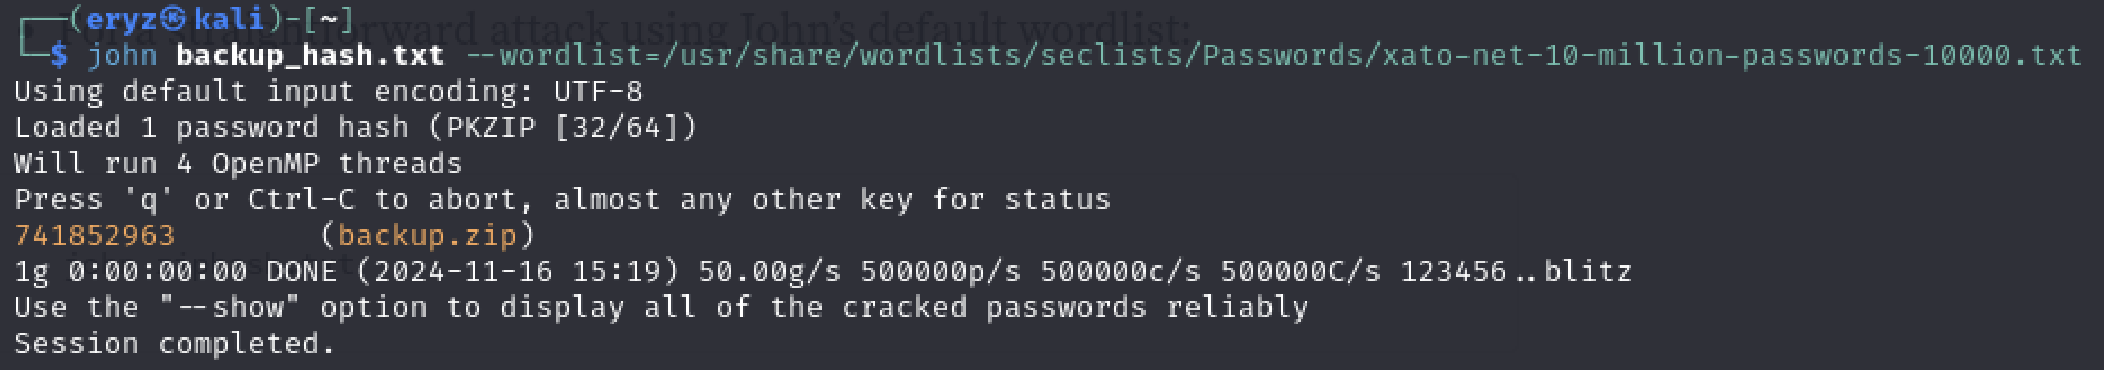 ┌──(eryz㉿kali)-[~]
└─$ john backup_hash.txt --wordlist=/usr/share/wordlists/seclists/Passwords/xato-net-10-million-passwords-10000.txt
Using default input encoding: UTF-8
Loaded 1 password hash (PKZIP [32/64])
Will run 4 OpenMP threads
Press 'q' or Ctrl-C to abort, almost any other key for status
741852963        (backup.zip)
1g 0:00:00:00 DONE (2024-11-16 15:19) 50.00g/s 500000p/s 500000c/s 500000C/s 123456..blitz
Use the "--show" option to display all of the cracked passwords reliably
Session completed.